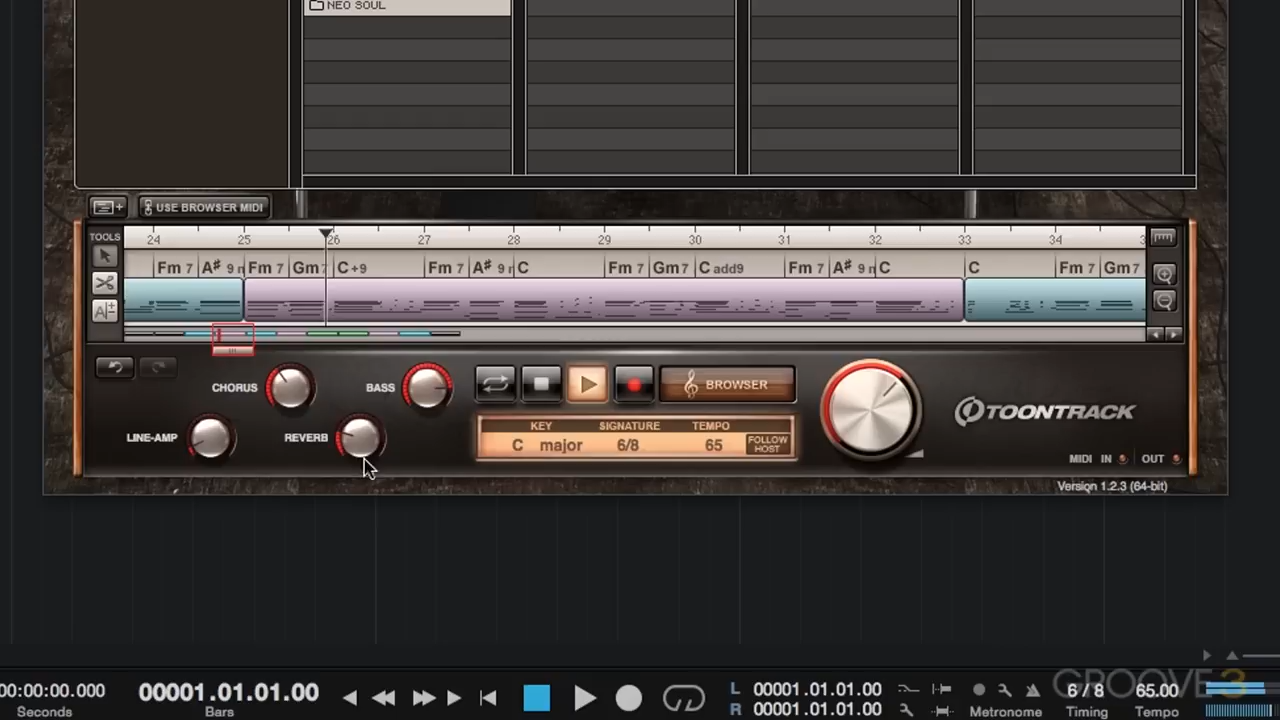 NEO SOUL
USE BROWSER MIDI
TOOLS
24 25 26 27 28 29 30 31 32 33 34 3
Fm 7 A♯ 9 n Fm 7 Gm 7 C +9 Fm 7 A♯ 9 n C Fm 7 Gm 7 C add9 Fm 7 A♯ 9 n C C Fm 7 Gm 7
A
CHORUS BASS BROWSER
LINE-AMP REVERB
KEY SIGNATURE TEMPO
C major 6/8 65 FOLLOW HOST
TOONTRACK
MIDI IN OUT
Version 1.2.3 (64-bit)
GROOVE 3
00:00:00.000 00001.01.01.00 L 00001.01.01.00 6 / 8 65.00
Seconds Bars R 00001.01.01.00 Metronome Timing Tempo